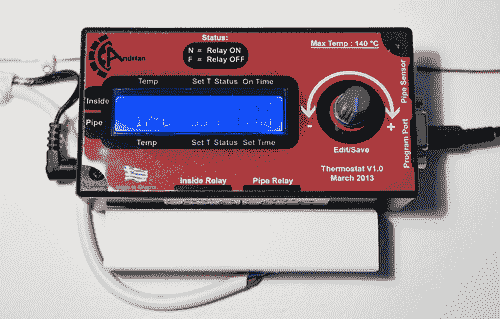 Status:
N = Relay ON
F = Relay OFF
Max Temp : 140 °C
Temp
Set T Status On Time
Inside
Pipe
Temp
Set T Status Set Time
- +
Edit/Save
Pipe Sensor
Program Port
Inside Relay
Pipe Relay
Thermostat V1.0
March 2013